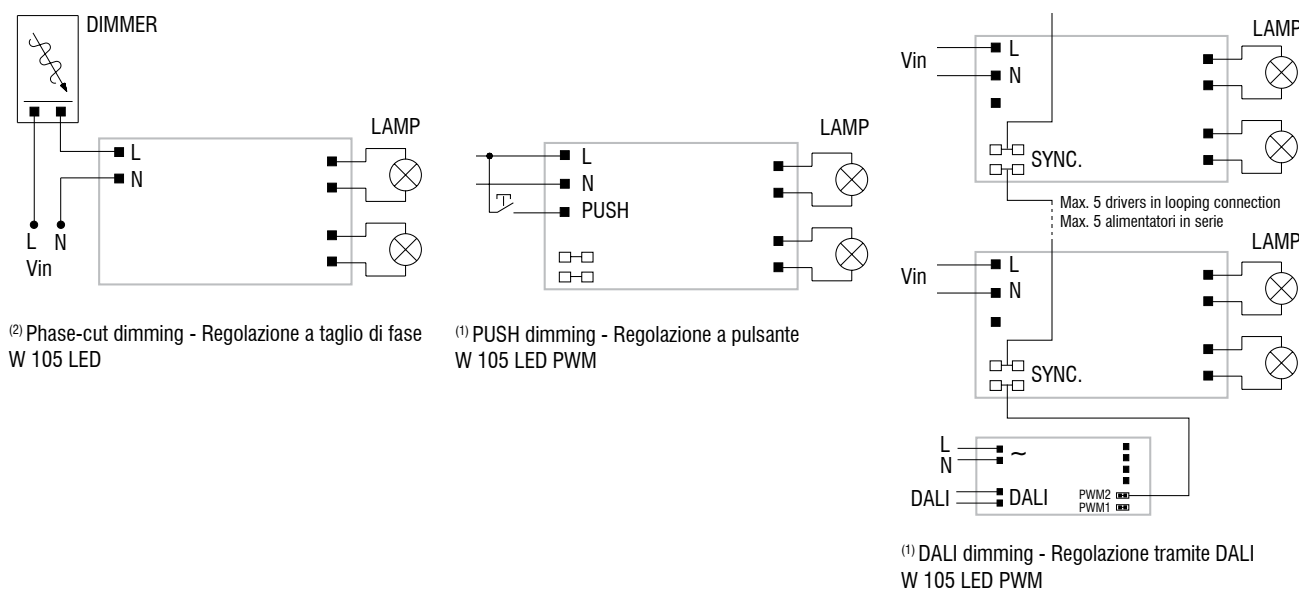 DIMMER
LAMP
L
N
L N
Vin
(2) Phase-cut dimming - Regolazione a taglio di fase
W 105 LED
LAMP
L
N
PUSH
(1) PUSH dimming - Regolazione a pulsante
W 105 LED PWM
LAMP
Vin
L
N
SYNC.
Max. 5 drivers in looping connection
Max. 5 alimentatori in serie
LAMP
Vin
L
N
SYNC.
L
N
~
DALI
DALI
PWM2
PWM1
(1) DALI dimming - Regolazione tramite DALI
W 105 LED PWM